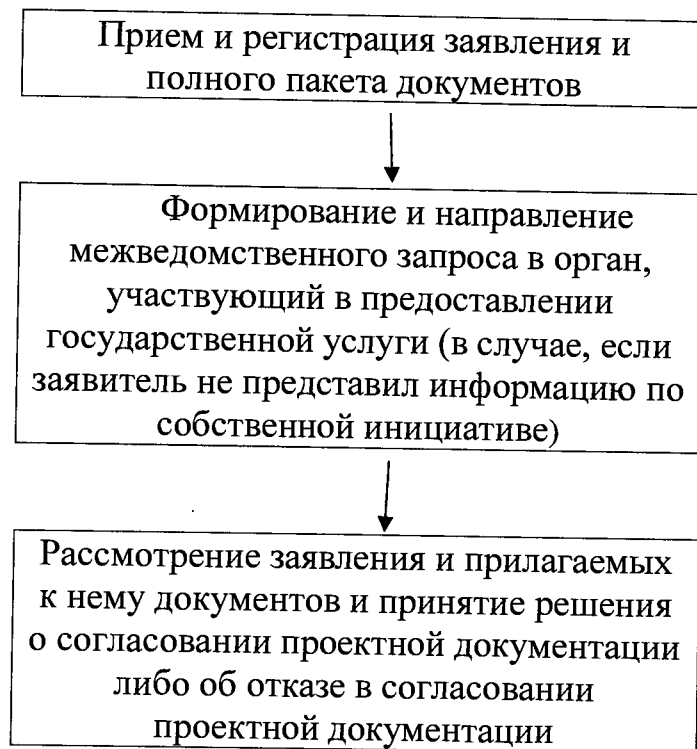 Прием и регистрация заявления и
полного пакета документов
Формирование и направление
межведомственного запроса в орган,
участвующий в предоставлении
государственной услуги (в случае, если
заявитель не представил информацию по
собственной инициативе)
Рассмотрение заявления и прилагаемых
к нему документов и принятие решения
о согласовании проектной документации
либо об отказе в согласовании
проектной документации